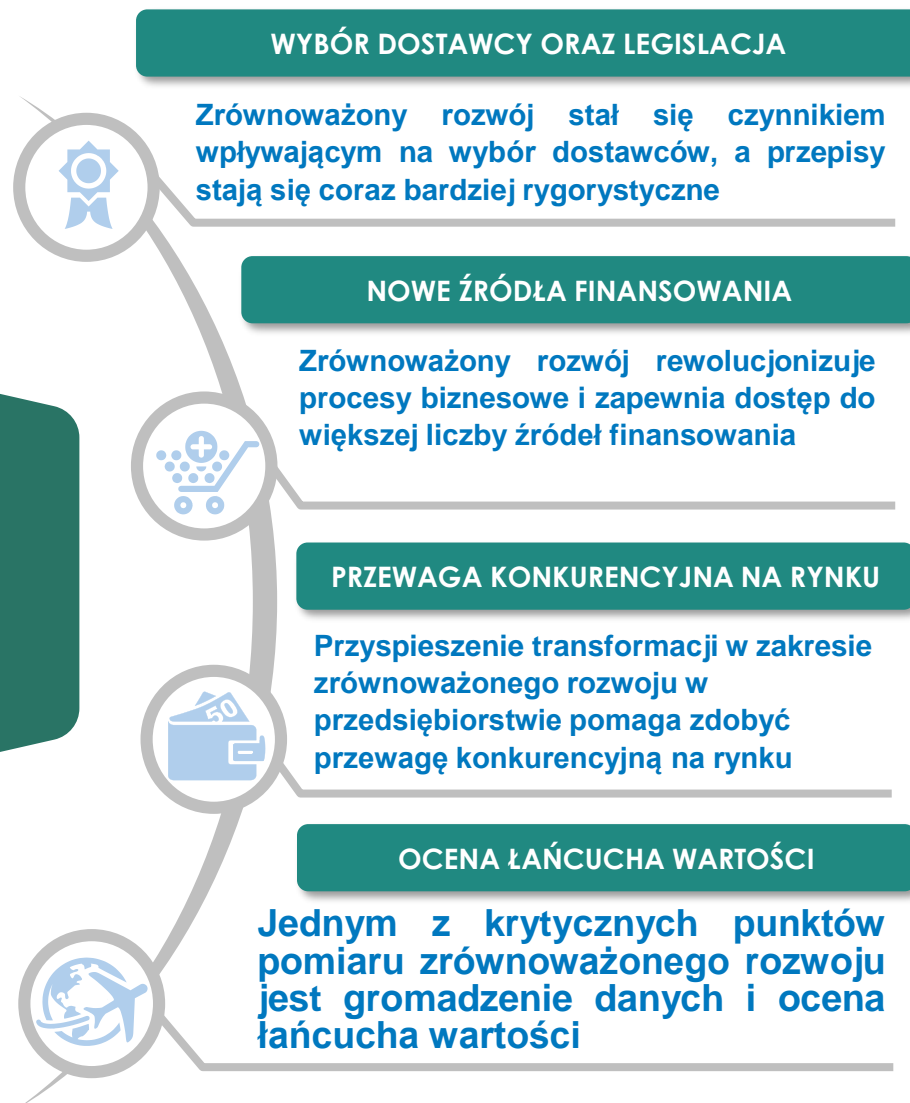 WYBÓR DOSTAWCY ORAZ LEGISLACJA
Zrównoważony rozwój stał się czynnikiem
wpływającym na wybór dostawców, a przepisy
stają się coraz bardziej rygorystyczne
NOWE ŹRÓDŁA FINANSOWANIA
Zrównoważony rozwój rewolucjonizuje
procesy biznesowe i zapewnia dostęp do
większej liczby źródeł finansowania
PRZEWAGA KONKURENCYJNA NA RYNKU
50
Przyspieszenie transformacji w zakresie
zrównoważonego rozwoju w
przedsiębiorstwie pomaga zdobyć
przewagę konkurencyjną na rynku
OCENA ŁAŃCUCHA WARTOŚCI
Jednym z krytycznych punktów
pomiaru zrównoważonego rozwoju
jest gromadzenie danych i ocena
łańcucha wartości